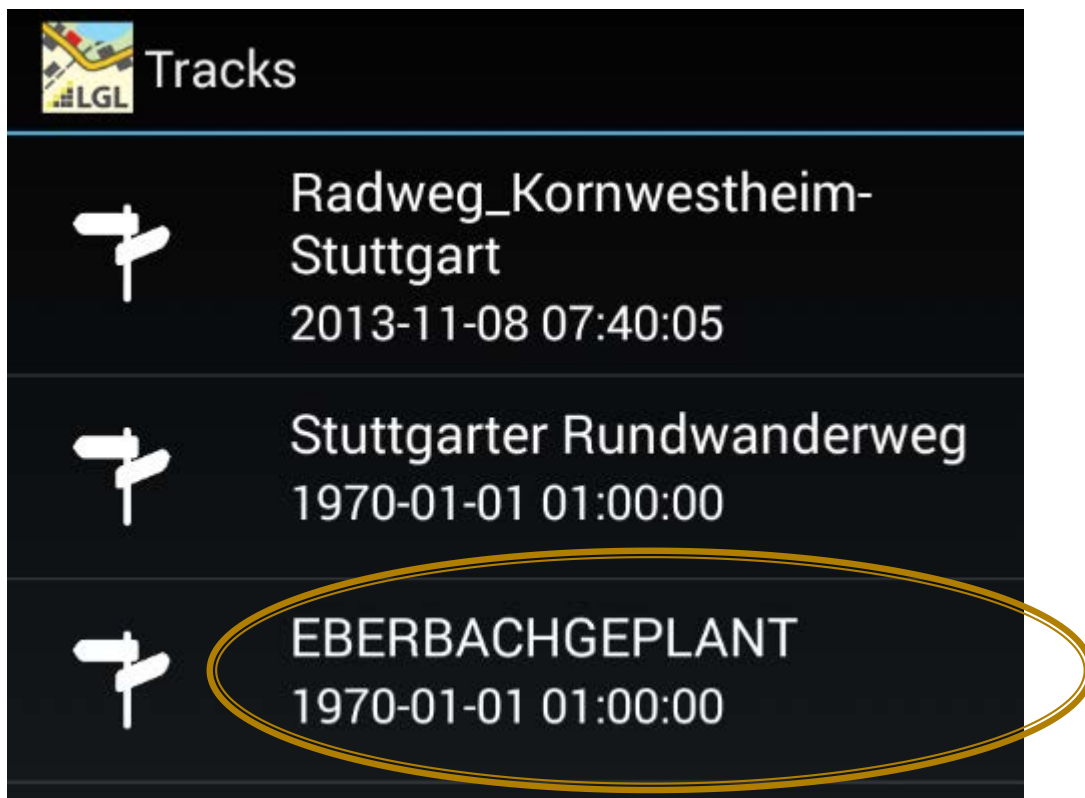 LGL
Tracks
Radweg_Kornwestheim-
Stuttgart
2013-11-08 07:40:05
Stuttgarter Rundwanderweg
1970-01-01 01:00:00
EBERBACHGEPLANT
1970-01-01 01:00:00